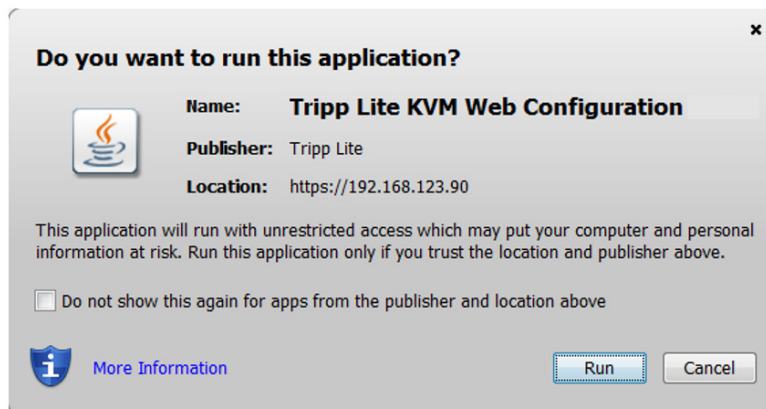 Do you want to run this application?
Name: Tripp Lite KVM Web Configuration
Publisher: Tripp Lite
Location: https://192.168.123.90
This application will run with unrestricted access which may put your computer and personal
information at risk. Run this application only if you trust the location and publisher above.
Do not show this again for apps from the publisher and location above
More Information
Run Cancel